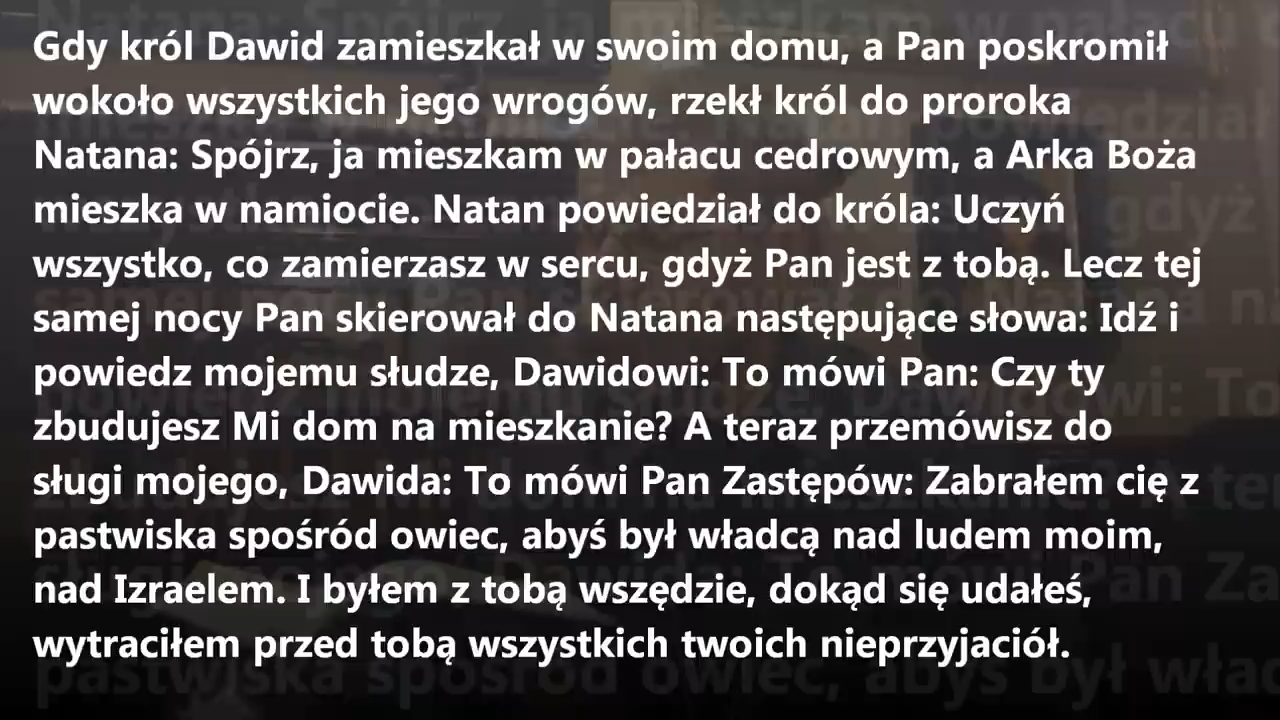 Gdy król Dawid zamieszkał w swoim domu, a Pan poskromił
wokoło wszystkich jego wrogów, rzekł król do proroka
Natana: Spójrz, ja mieszkam w pałacu cedrowym, a Arka Boża
mieszka w namiocie. Natan powiedział do króla: Uczyń
wszystko, co zamierzasz w sercu, gdyż Pan jest z tobą. Lecz tej
samej nocy Pan skierował do Natana następujące słowa: Idź i
powiedz mojemu słudze, Dawidowi: To mówi Pan: Czy ty
zbudujesz Mi dom na mieszkanie? A teraz przemówisz do
sługi mojego, Dawida: To mówi Pan Zastępów: Zabrałem cię z
pastwiska spośród owiec, abyś był władcą nad ludem moim,
nad Izraelem. I byłem z tobą wszędzie, dokąd się udałeś,
wytraciłem przed tobą wszystkich twoich nieprzyjaciół.